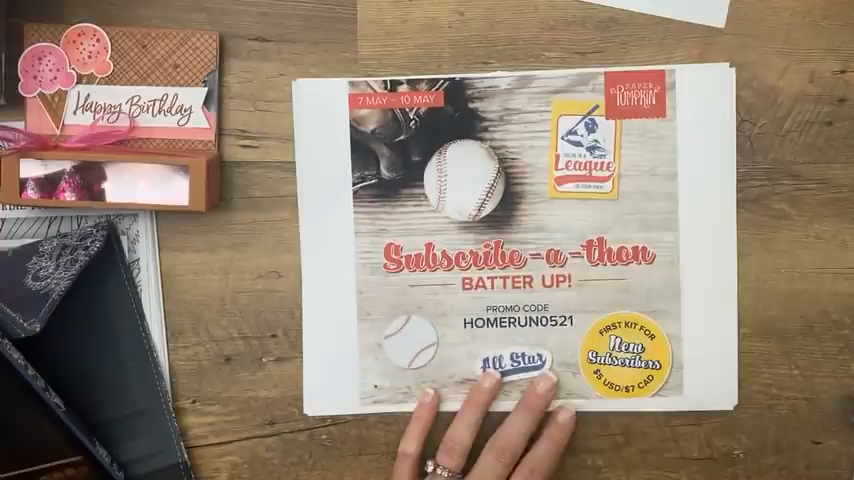 Happy Birthday
7 MAY – 10 MAY
PAPER
PUMPKIN
League
Subscribe-a-thon
BATTER UP!
PROMO CODE
HOMERUN0521
All Star
FIRST KIT FOR
New
Subscribers
$5 USD/$7 CAD